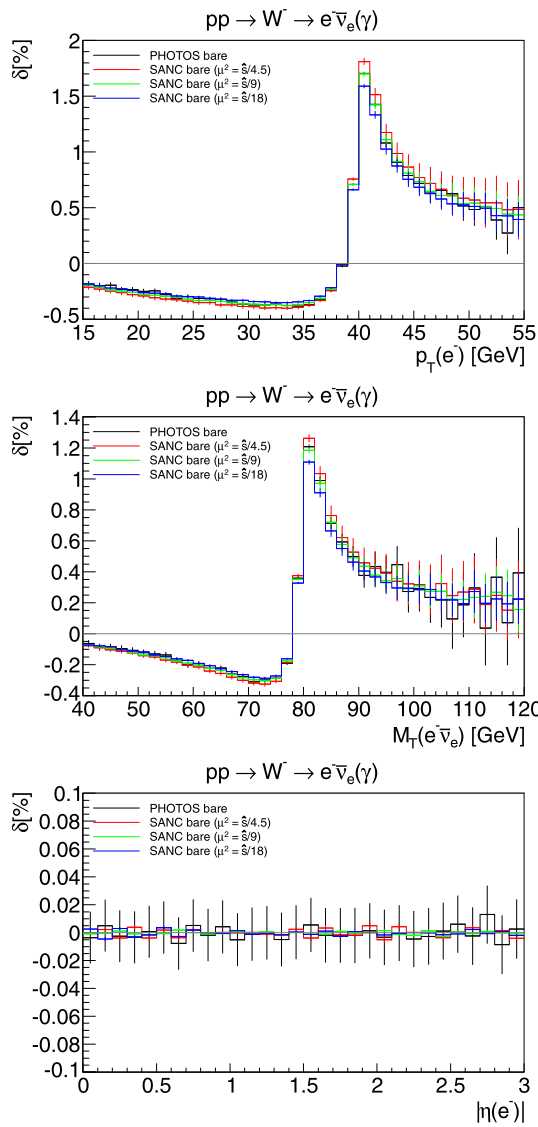 pp → W⁻ → e⁻ν̅ₑ(γ)
δ[%]
PHOTOS bare
SANC bare (μ² = ŝ/4.5)
SANC bare (μ² = ŝ/9)
SANC bare (μ² = ŝ/18)
2
1.5
1
0.5
0
-0.5
15 20 25 30 35 40 45 50 55
p_T(e⁻) [GeV]
pp → W⁻ → e⁻ν̅ₑ(γ)
δ[%]
PHOTOS bare
SANC bare (μ² = ŝ/4.5)
SANC bare (μ² = ŝ/9)
SANC bare (μ² = ŝ/18)
1.4
1.2
1
0.8
0.6
0.4
0.2
0
-0.2
-0.4
40 50 60 70 80 90 100 110 120
M_T(e⁻ν̅ₑ) [GeV]
pp → W⁻ → e⁻ν̅ₑ(γ)
δ[%]
PHOTOS bare
SANC bare (μ² = ŝ/4.5)
SANC bare (μ² = ŝ/9)
SANC bare (μ² = ŝ/18)
0.1
0.08
0.06
0.04
0.02
0
-0.02
-0.04
-0.06
-0.08
-0.1
0 0.5 1 1.5 2 2.5 3
|η(e⁻)|